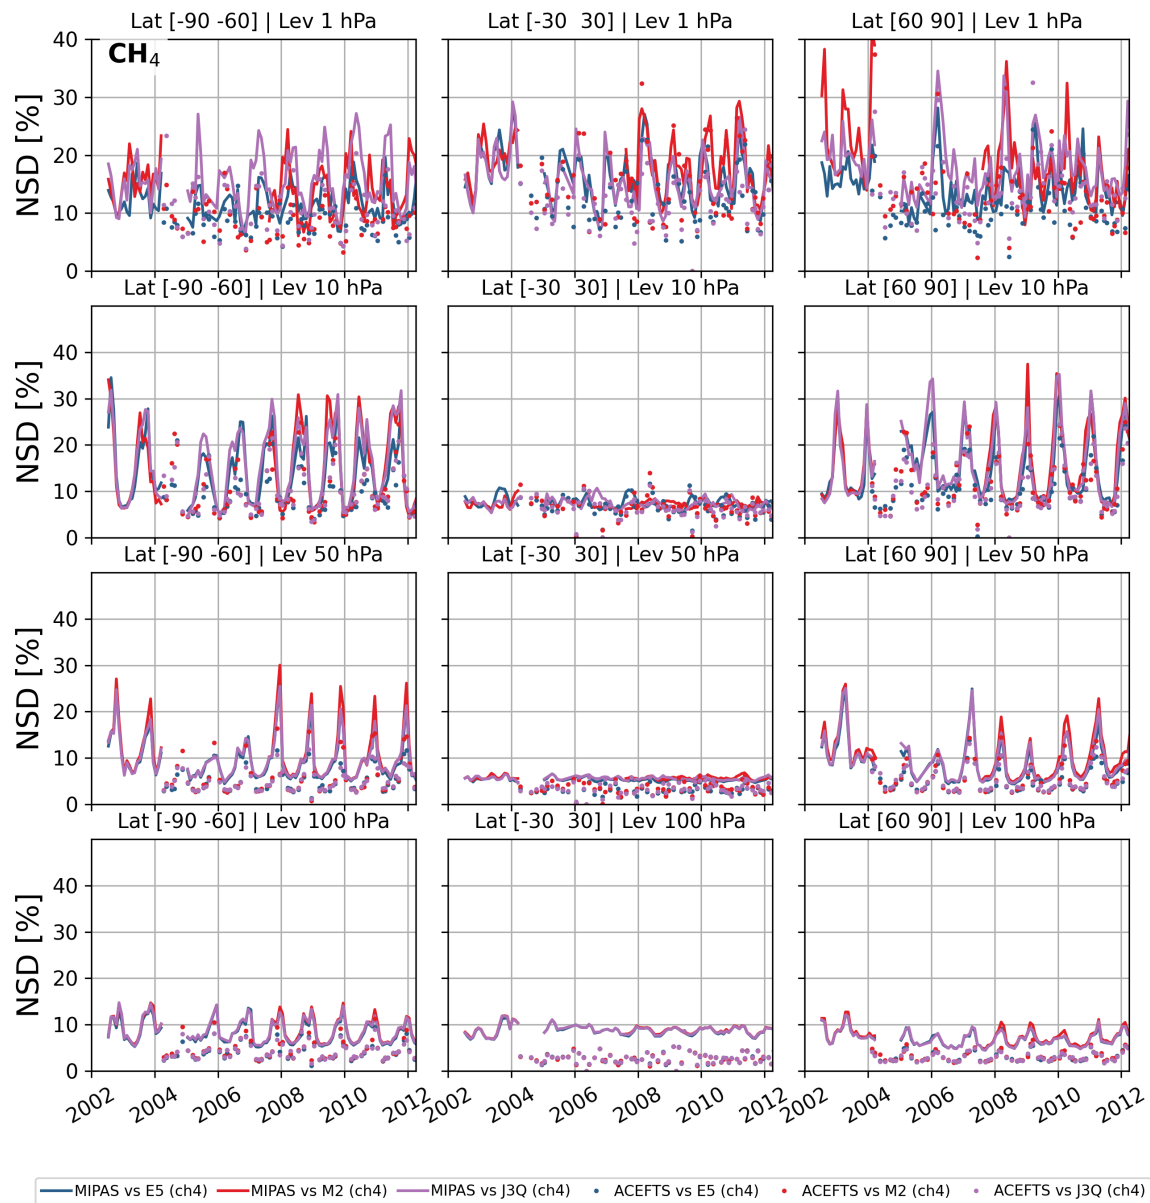 Lat [-90 -60] | Lev 1 hPa
Lat [-30  30] | Lev 1 hPa
Lat [60 90] | Lev 1 hPa
CH₄
NSD [%]
40
30
20
10
0
Lat [-90 -60] | Lev 10 hPa
Lat [-30  30] | Lev 10 hPa
Lat [60 90] | Lev 10 hPa
NSD [%]
40
30
20
10
0
Lat [-90 -60] | Lev 50 hPa
Lat [-30  30] | Lev 50 hPa
Lat [60 90] | Lev 50 hPa
NSD [%]
40
30
20
10
0
Lat [-90 -60] | Lev 100 hPa
Lat [-30  30] | Lev 100 hPa
Lat [60 90] | Lev 100 hPa
NSD [%]
40
30
20
10
0
2002 2004 2006 2008 2010 2012
2002 2004 2006 2008 2010 2012
2002 2004 2006 2008 2010 2012
MIPAS vs E5 (ch4) MIPAS vs M2 (ch4) MIPAS vs J3Q (ch4) ACEFTS vs E5 (ch4) ACEFTS vs M2 (ch4) ACEFTS vs J3Q (ch4)